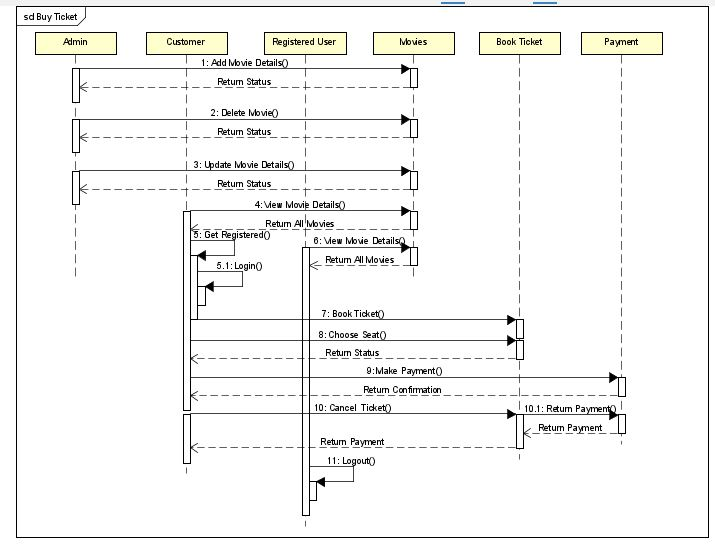 sd Buy Ticket
Admin
Customer
Registered User
Movies
Book Ticket
Payment
1: Add Movie Details()
Return Status
2: Delete Movie()
Return Status
3: Update Movie Details()
Return Status
4: View Movie Details()
Return All Movies
5: Get Registered()
6: View Movie Details()
Return All Movies
5.1: Login()
7: Book Ticket()
8: Choose Seat()
Return Status
9:Make Payment()
Return Confirmation
10: Cancel Ticket()
10.1: Return Payment()
Return Payment
Return Payment
11: Logout()